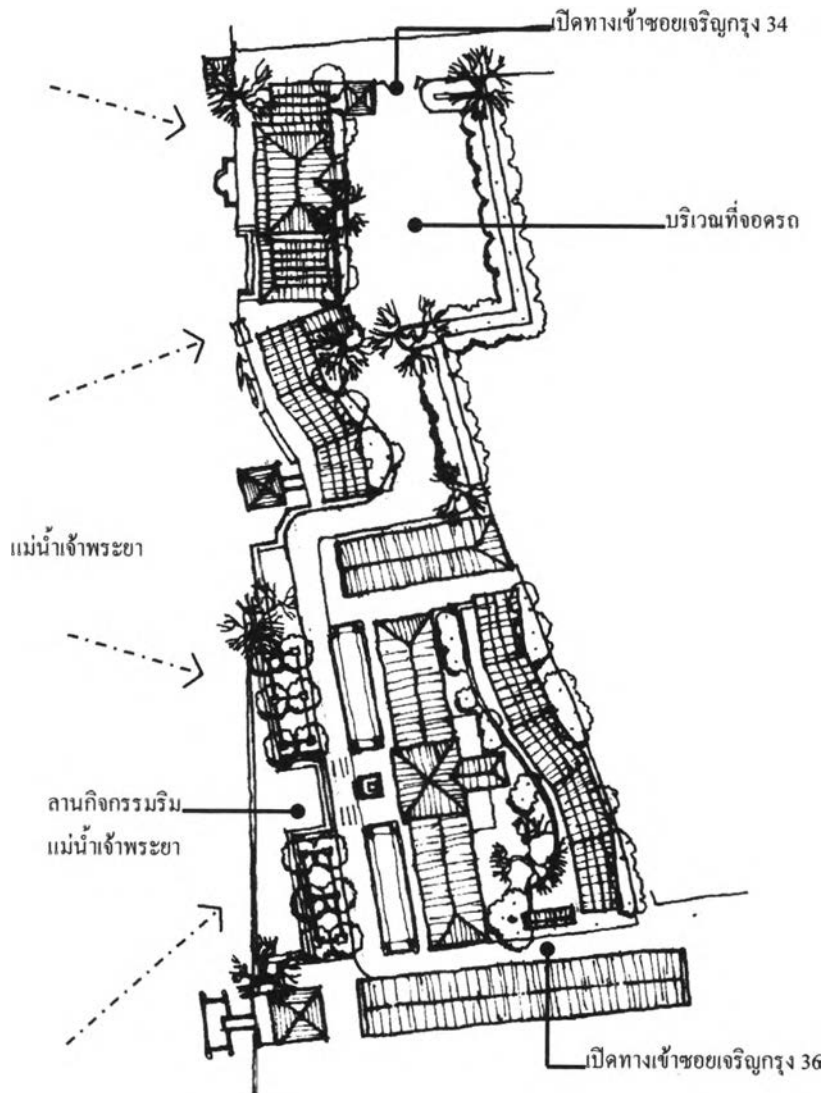 เปิดทางเข้าซอยเจริญกรุง 34
บริเวณที่จอดรถ
แม่น้ำเจ้าพระยา
ลานกิจกรรมริม
แม่น้ำเจ้าพระยา
เปิดทางเข้าซอยเจริญกรุง 36